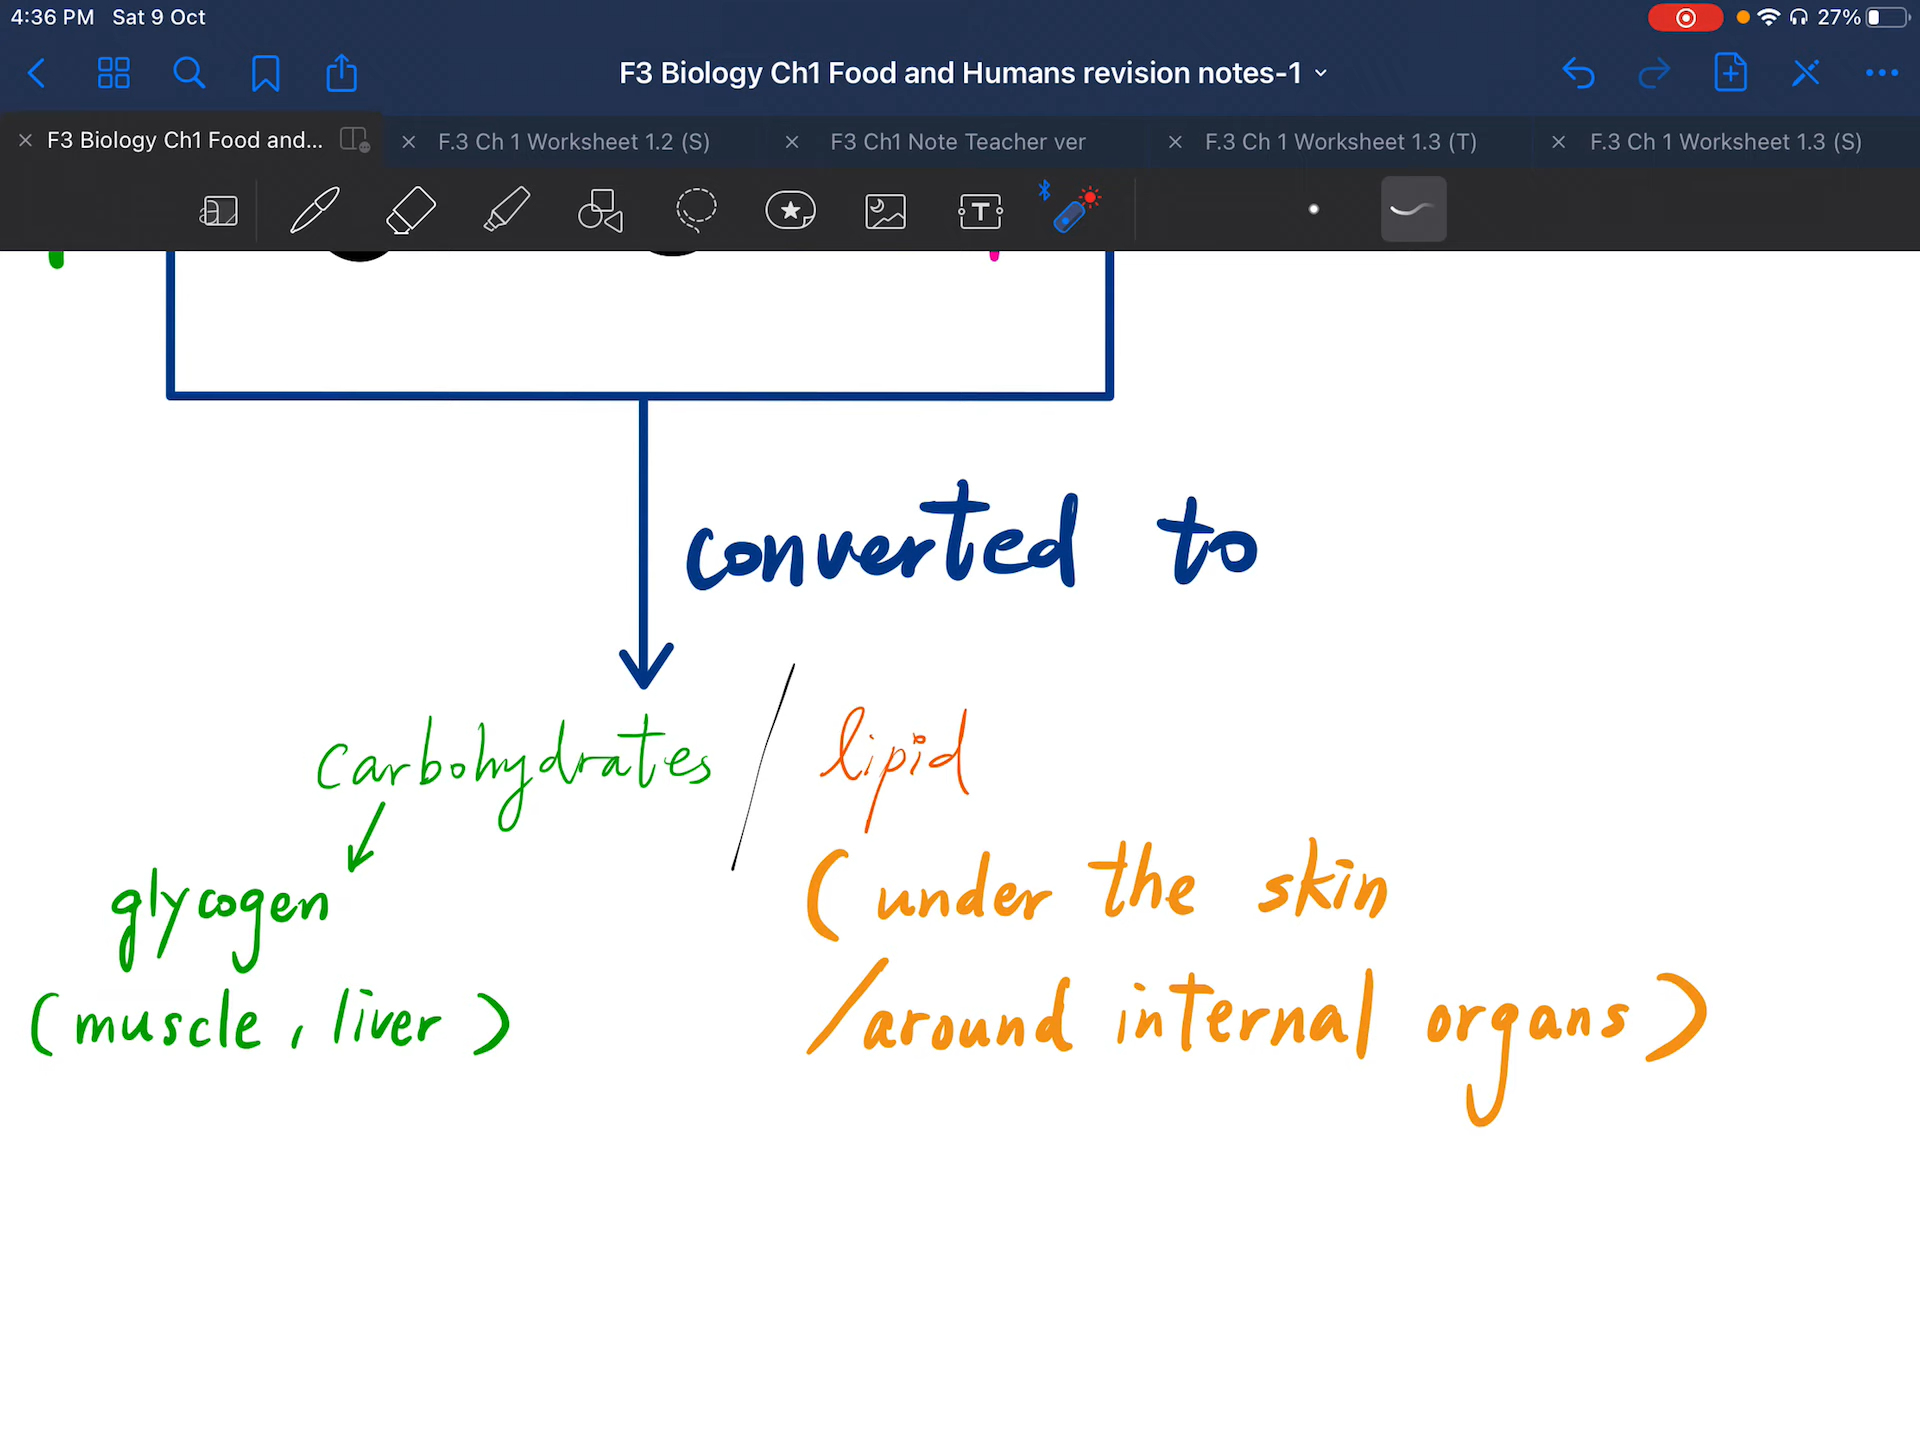 4:36 PM Sat 9 Oct
27%
F3 Biology Ch1 Food and Humans revision notes-1
F3 Biology Ch1 Food and...
F.3 Ch 1 Worksheet 1.2 (S)
F3 Ch1 Note Teacher ver
F.3 Ch 1 Worksheet 1.3 (T)
F.3 Ch 1 Worksheet 1.3 (S)
converted to
carbohydrates / lipid
glycogen
(muscle, liver)
(under the skin
/around internal organs)